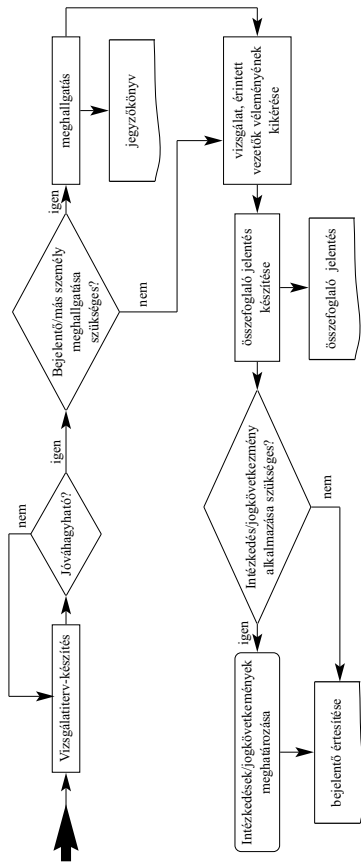 Vizsgálatiterv-készítés
Jóváhagyható?
nem
igen
Bejelentő/más személy
meghallgatása
szükséges?
igen
nem
meghallgatás
jegyzőkönyv
vizsgálat, érintett
vezetők véleményének
kikérése
összefoglaló jelentés
készítése
összefoglaló jelentés
Intézkedés/jogkövetkezmény
alkalmazása szükséges?
igen
nem
Intézkedések/jogkövetkemények
meghatározása
bejelentő értesítése